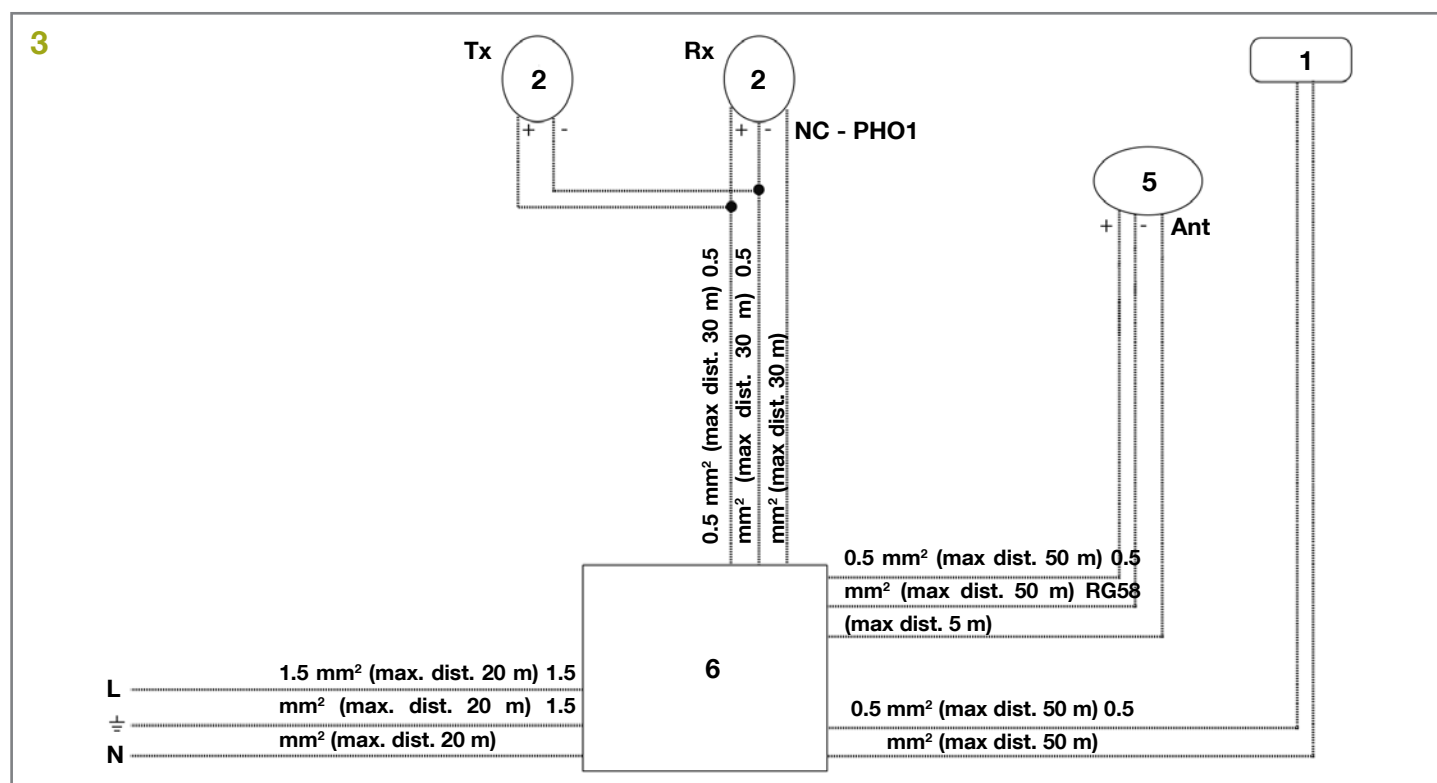 3
Tx
2
+ -
Rx
2
+ -
NC - PHO1
1
5
+ - Ant
0.5 mm² (max dist. 30 m) 0.5
mm² (max dist. 30 m) 0.5
mm² (max dist. 30 m)
0.5 mm² (max dist. 50 m) 0.5
mm² (max dist. 50 m) RG58
(max dist. 5 m)
6
L
1.5 mm² (max. dist. 20 m) 1.5
mm² (max. dist. 20 m) 1.5
N
mm² (max. dist. 20 m)
0.5 mm² (max dist. 50 m) 0.5
mm² (max dist. 50 m)